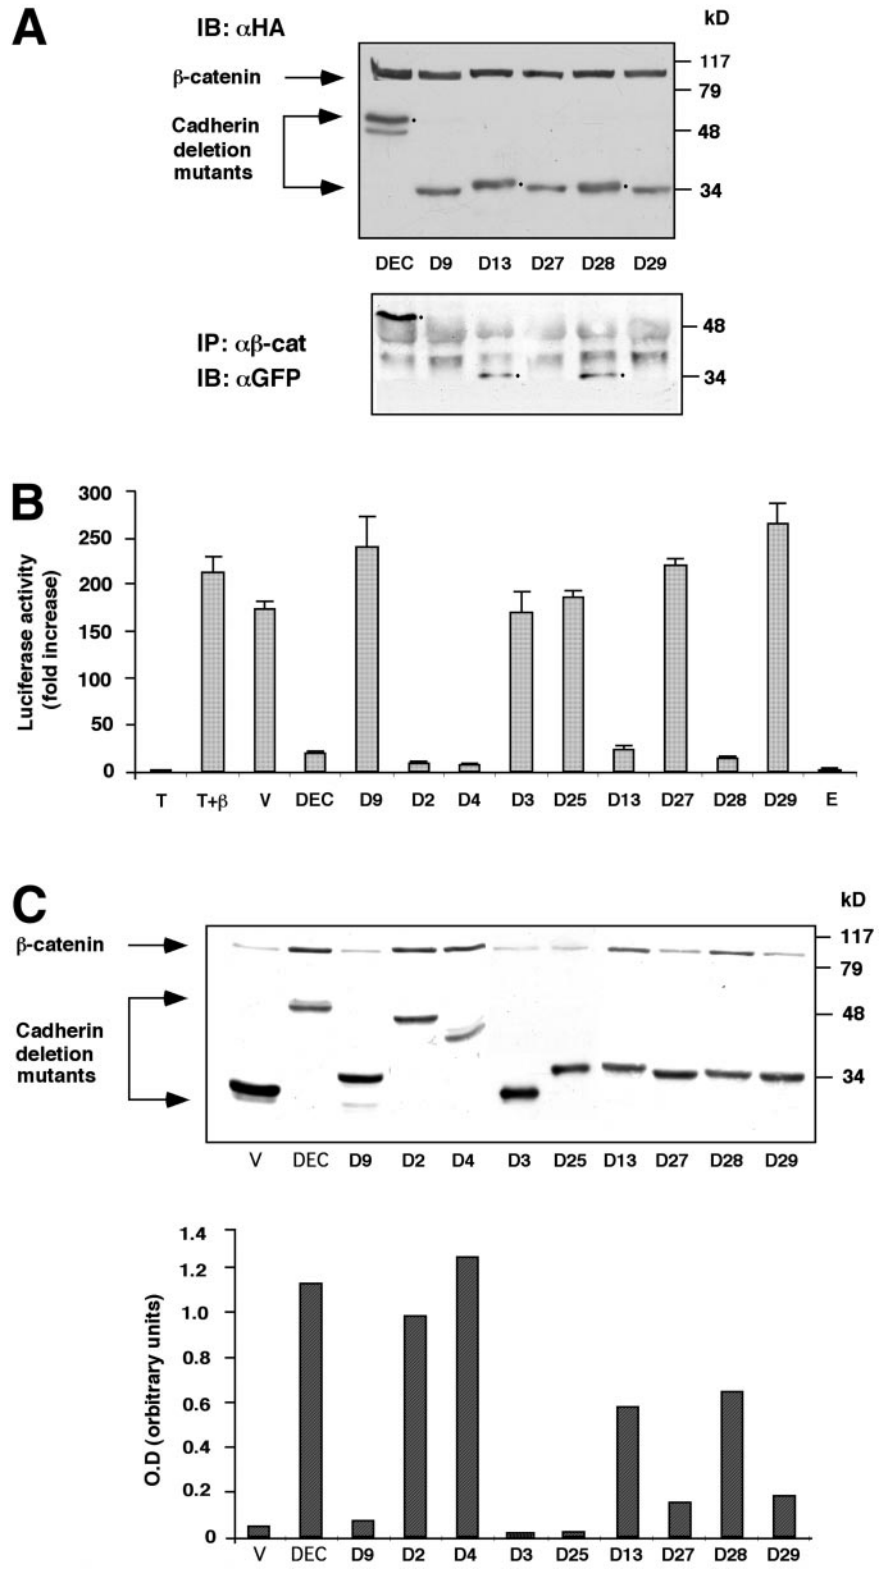 A
IB: αHA
kD
β-catenin
117
79
Cadherin
deletion
mutants
48
34
DEC D9 D13 D27 D28 D29
IP: αβ-cat
IB: αGFP
48
34
B
Luciferase activity
(fold increase)
300
250
200
150
100
50
0
T T+β V DEC D9 D2 D4 D3 D25 D13 D27 D28 D29 E
C
kD
β-catenin
117
79
Cadherin
deletion
mutants
48
34
V DEC D9 D2 D4 D3 D25 D13 D27 D28 D29
O.D (orbitrary units)
1.4
1.2
1.0
0.8
0.6
0.4
0.2
0
V DEC D9 D2 D4 D3 D25 D13 D27 D28 D29